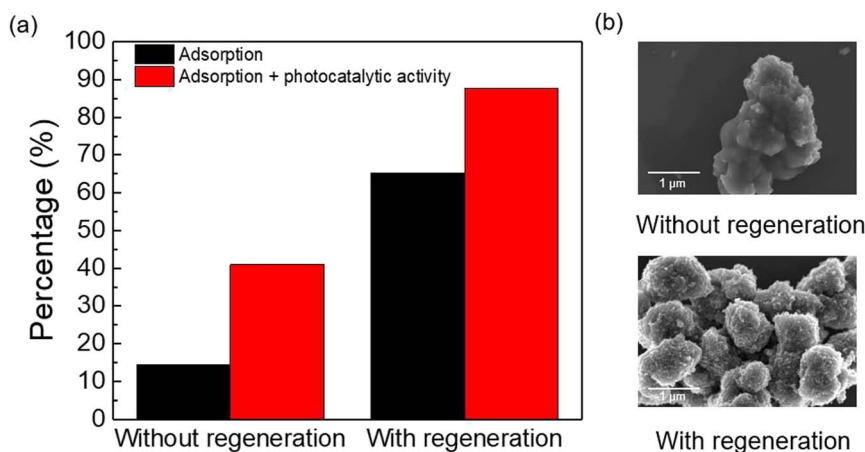 (a)
Adsorption
Adsorption + photocatalytic activity
Percentage (%)
100
90
80
70
60
50
40
30
20
10
0
Without regeneration
With regeneration
(b)
1 µm
Without regeneration
1 µm
With regeneration